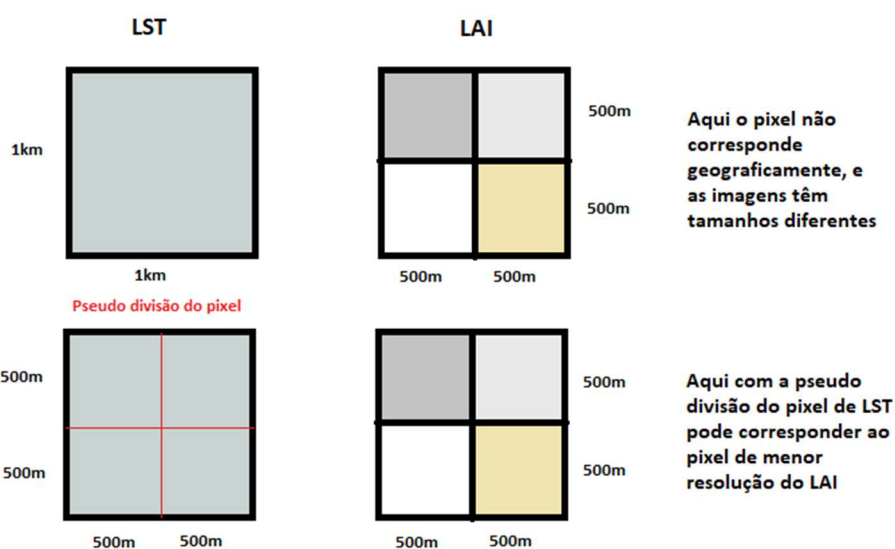 LST
LAI
1km
1km
500m
500m
500m
500m
Aqui o pixel não
corresponde
geograficamente, e
as imagens têm
tamanhos diferentes
Pseudo divisão do pixel
500m
500m
500m
500m
500m
500m
500m
500m
Aqui com a pseudo
divisão do pixel de LST
pode corresponder ao
pixel de menor
resolução do LAI